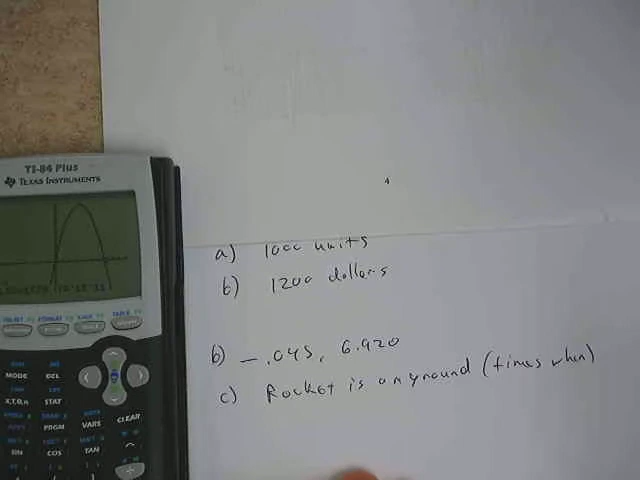 4
TI-84 Plus
TEXAS INSTRUMENTS
a) 1000 units
b) 1200 dollars
b) -.045, 6.920
c) Rocket is on ground (times when)
MODE DEL
X,T,θ,n STAT
PRGM VARS CLEAR
SIN COS TAN